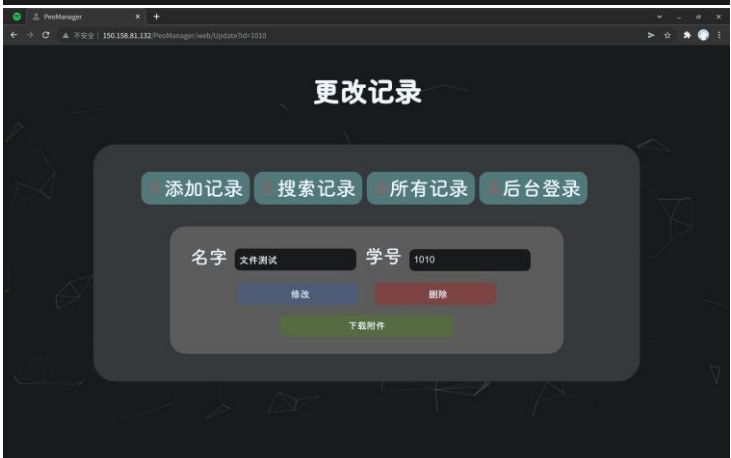 PeoManager
不安全 150.158.81.132/PeoManager/web/Update?id=1010
更改记录
添加记录 搜索记录 所有记录 后台登录
名字 文件测试 学号 1010
修改 删除
下载附件